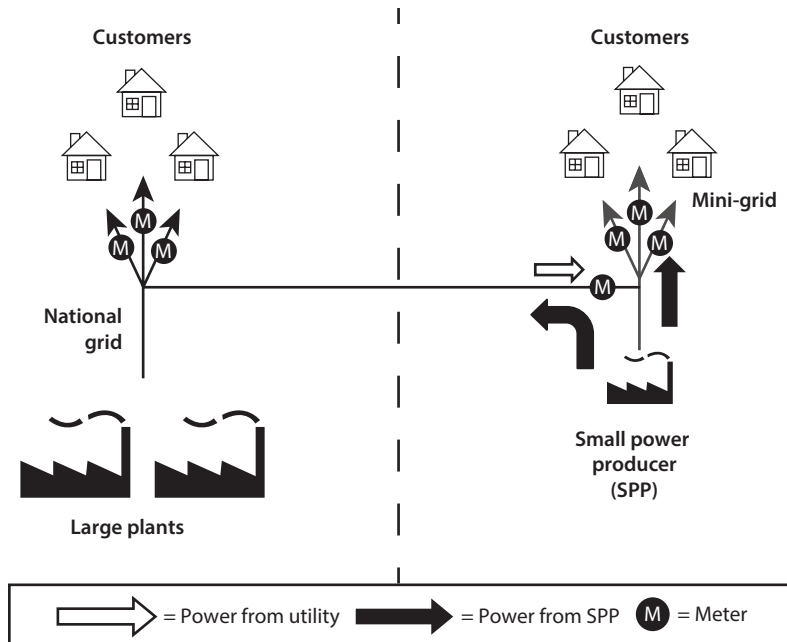 Customers
Customers
M
M
M
M
M
M
Mini-grid
M
National
grid
Small power
producer
(SPP)
Large plants
= Power from utility
= Power from SPP
M = Meter